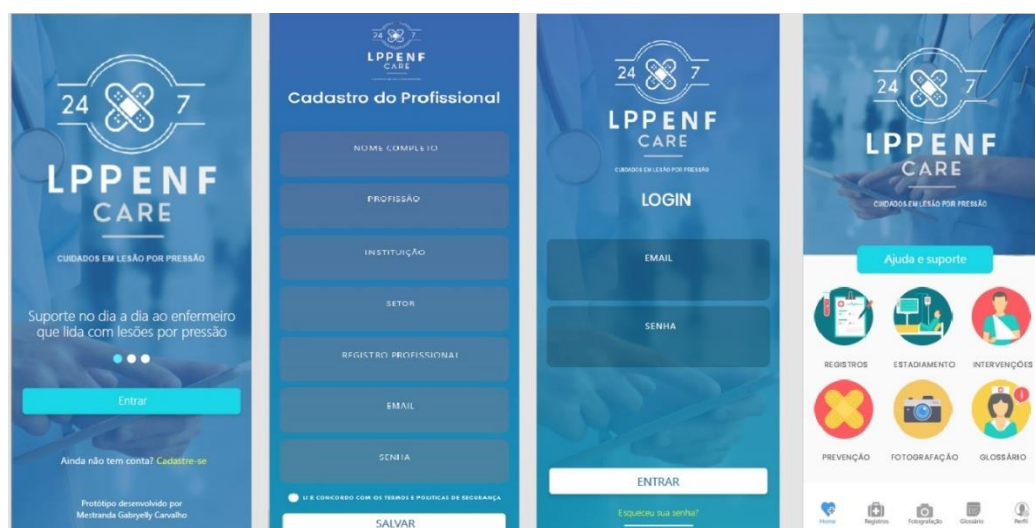 24 7
LPPENF
CARE
CUIDADOS EM LESÃO POR PRESSÃO
Suporte no dia a dia ao enfermeiro
que lida com lesões por pressão
Entrar
Ainda não tem conta? Cadastre-se
Protótipo desenvolvido por
Mestranda Gabryelly Carvalho
24 7
LPPENF
CARE
Cadastro do Profissional
NOME COMPLETO
PROFISSÃO
INSTITUIÇÃO
SETOR
REGISTRO PROFISSIONAL
EMAIL
SENHA
LI E CONCORDO COM OS TERMOS E POLITICAS DE SEGURANÇA
SALVAR
24 7
LPPENF
CARE
CUIDADOS EM LESÃO POR PRESSÃO
LOGIN
EMAIL
SENHA
ENTRAR
Esqueceu sua senha?
24 7
LPPENF
CARE
CUIDADOS EM LESÃO POR PRESSÃO
Ajuda e suporte
REGISTROS ESTADIAMENTO INTERVENÇÕES
PREVENÇÃO FOTOGRAFAÇÃO GLOSSÁRIO
Home Registros Fotografação Glossário Perfil